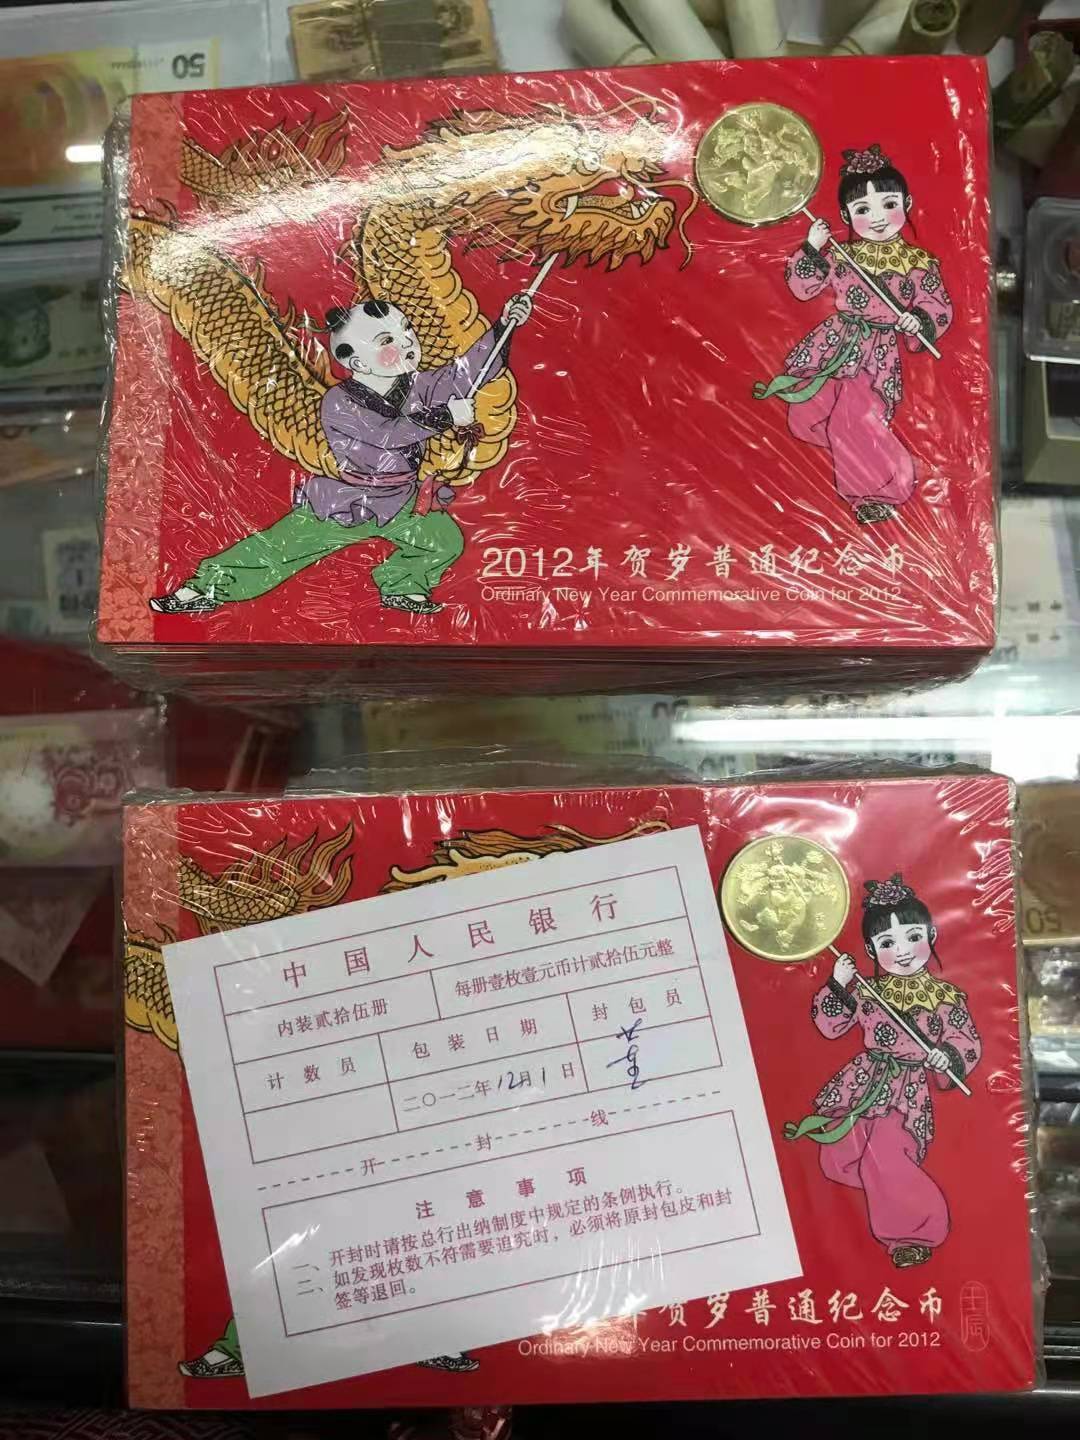 50
2012年贺岁普通纪念币
Ordinary New Year Commemorative Coin for 2012
中国人民银行
内装贰拾伍册
每册壹枚壹元币计贰拾伍元整
计数员
包装日期
封包员
二〇一二年12月1日
开封线
注意事项
一、开封时请按总行出纳制度中规定的条例执行。
二、如发现枚数不符需要追究时，必须将原封包皮和封
签等退回。
年贺岁普通纪念币
Ordinary New Year Commemorative Coin for 2012
壬辰